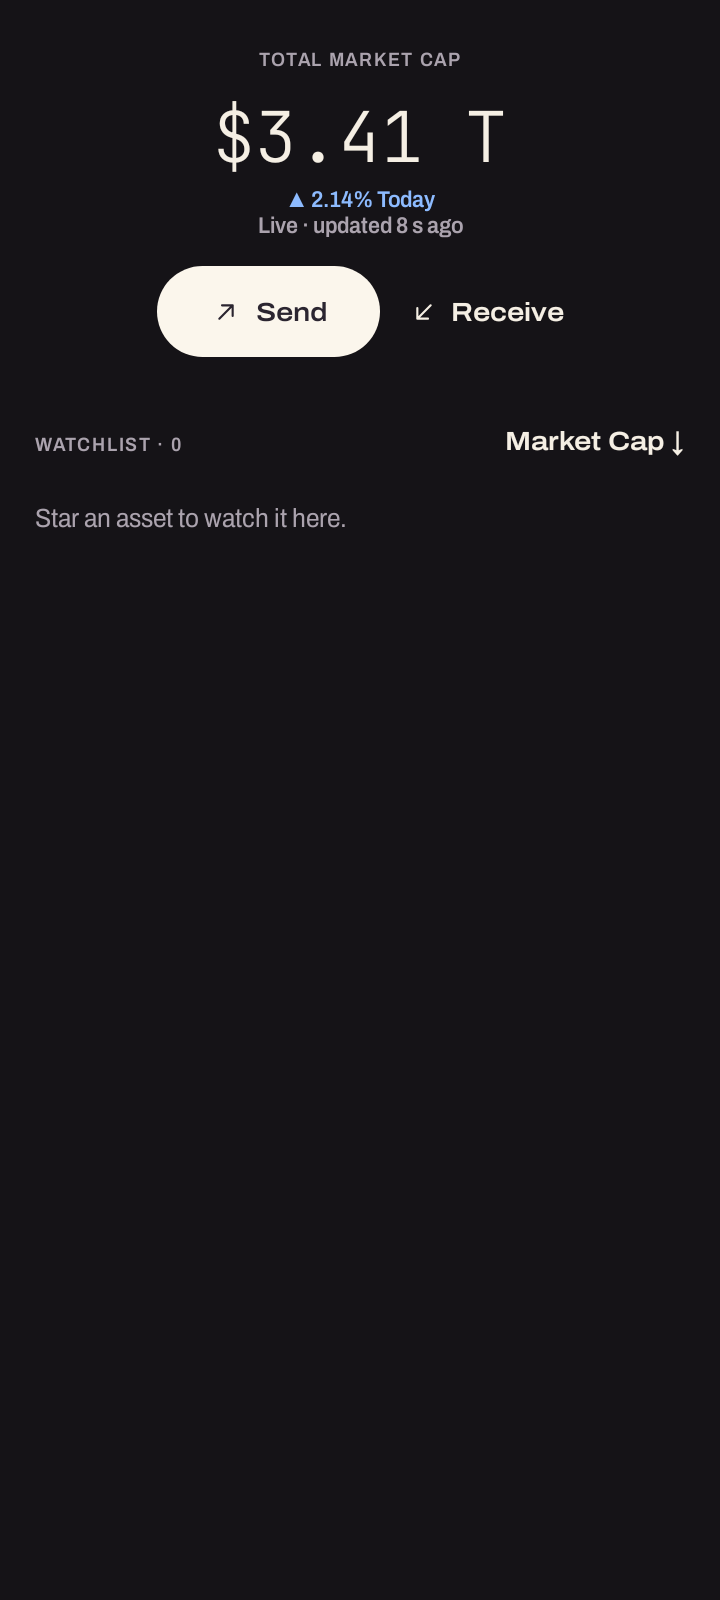 TOTAL MARKET CAP
$3.41 T
▲ 2.14% Today
Live · updated 8 s ago
Send
Receive
WATCHLIST · 0
Market Cap ↓
Star an asset to watch it here.